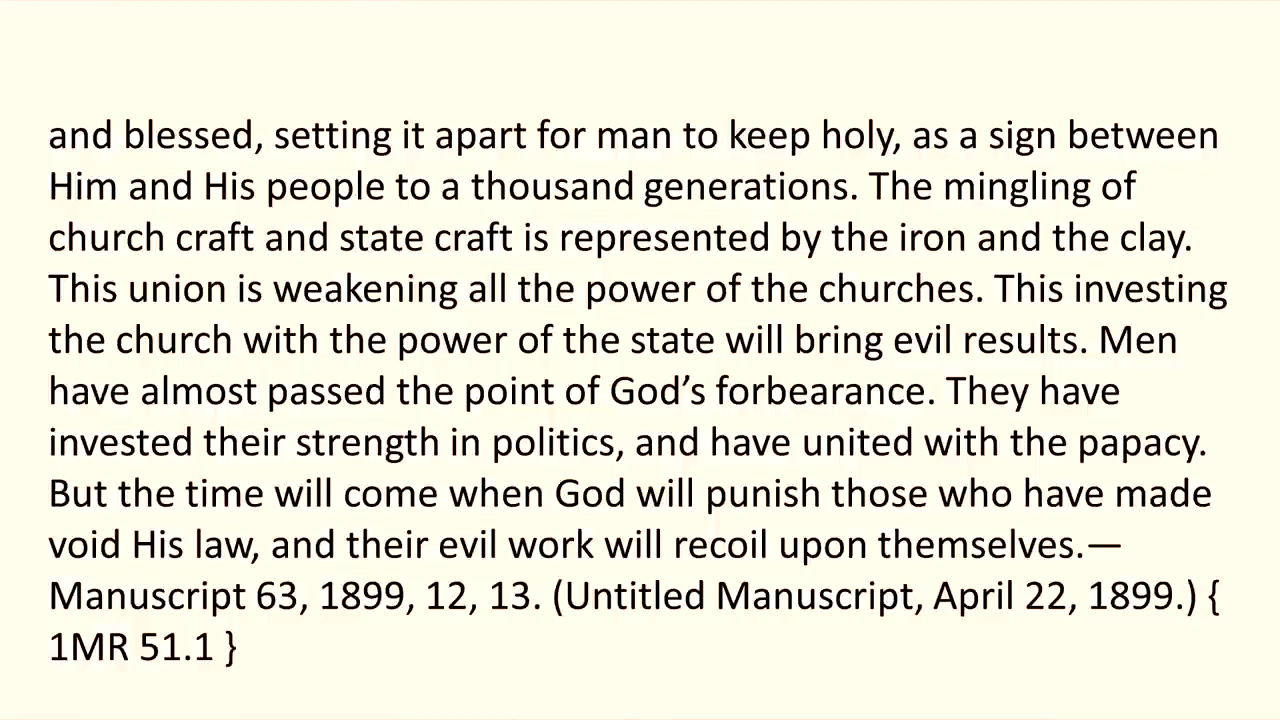 and blessed, setting it apart for man to keep holy, as a sign between
Him and His people to a thousand generations. The mingling of
church craft and state craft is represented by the iron and the clay.
This union is weakening all the power of the churches. This investing
the church with the power of the state will bring evil results. Men
have almost passed the point of God’s forbearance. They have
invested their strength in politics, and have united with the papacy.
But the time will come when God will punish those who have made
void His law, and their evil work will recoil upon themselves.—
Manuscript 63, 1899, 12, 13. (Untitled Manuscript, April 22, 1899.) {
1MR 51.1 }